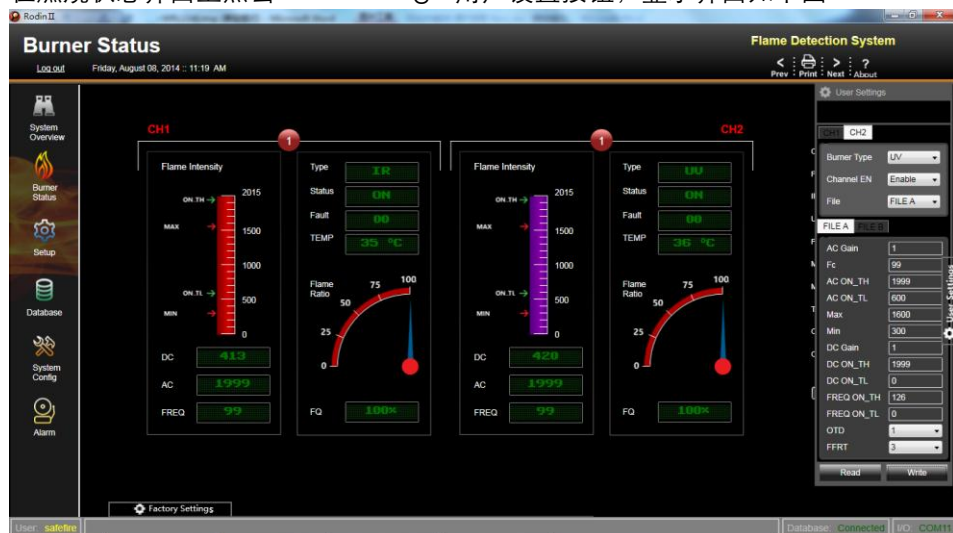 RodinⅡ
Burner Status
Flame Detection System
Log out
Friday, August 08, 2014 :: 11:19 AM
< > ?
Prev Print Next About
System Overview
Burner Status
Setup
Database
System Config
Alarm
CH1
1
Flame Intensity
2015
1500
1000
500
0
ON.TH
MAX
ON.TL
MIN
Type IR
Status ON
Fault 00
TEMP 35 °C
Flame Ratio
0
25
50
75
100
DC 413
AC 1999
FREQ 99
FQ 100%
CH2
1
Flame Intensity
2015
1500
1000
500
0
ON.TH
MAX
ON.TL
MIN
Type UV
Status ON
Fault 00
TEMP 36 °C
Flame Ratio
0
25
50
75
100
DC 420
AC 1999
FREQ 99
FQ 100%
User Settings
CH1 CH2
Burner Type UV
Channel EN Enable
File FILE A
FILE A FILE B
AC Gain 1
Fc 99
AC ON_TH 1999
AC ON_TL 600
Max 1600
Min 300
DC Gain 1
DC ON_TH 1999
DC ON_TL 0
FREQ ON_TH 126
FREQ ON_TL 0
OTD 1
FFRT 3
Read Write
User Settings
Factory Settings
User: safefire
Database: Connected
I/O: COM11